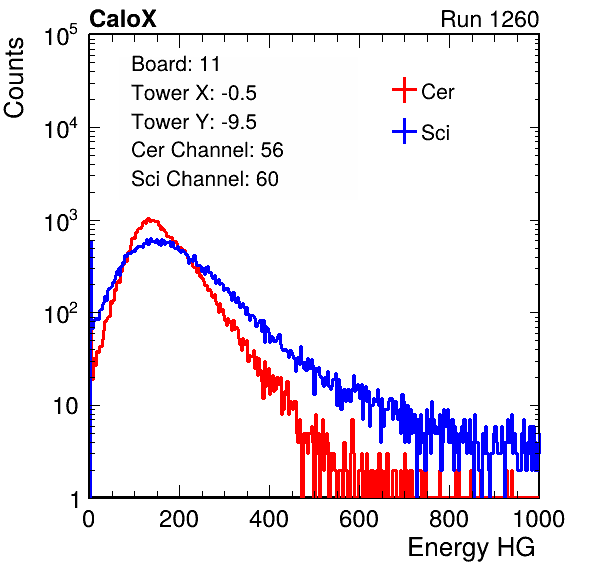 CaloX Run 1260
Counts
10^5
10^4
10^3
10^2
10
1
Board: 11
Tower X: -0.5
Tower Y: -9.5
Cer Channel: 56
Sci Channel: 60
Cer
Sci
0 200 400 600 800 1000
Energy HG